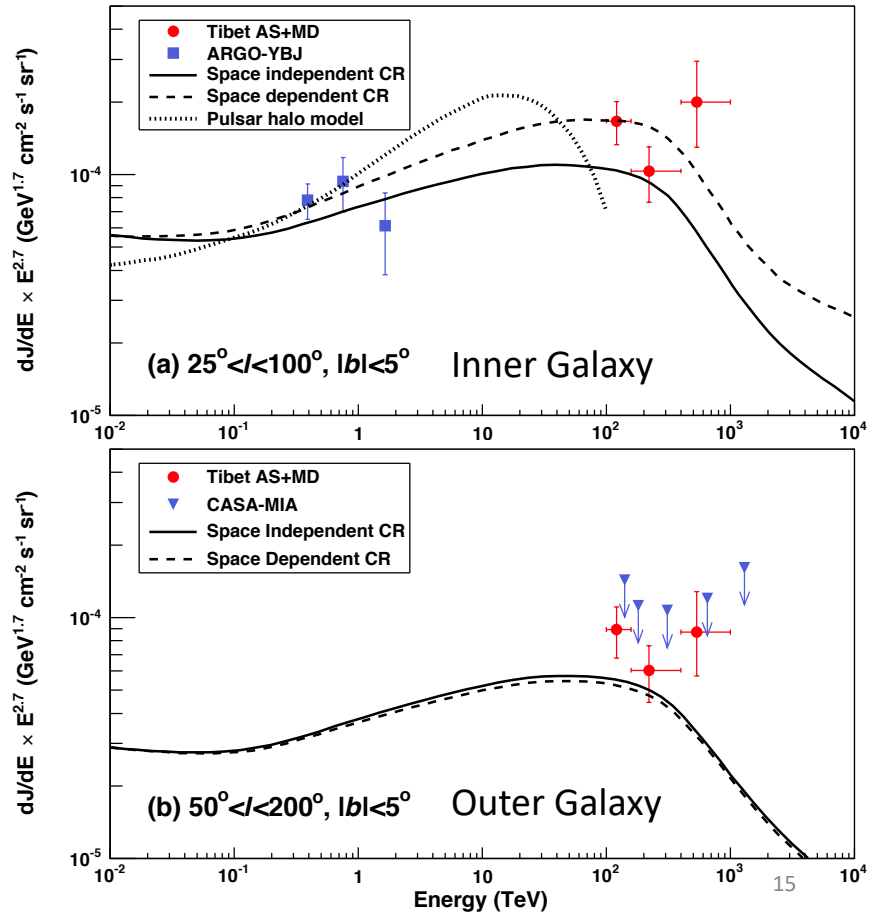 dJ/dE × E^2.7 (GeV^1.7 cm^-2 s^-1 sr^-1)
10^-4
10^-5
Tibet AS+MD
ARGO-YBJ
Space independent CR
Space dependent CR
Pulsar halo model
(a) 25°<l<100°, |b|<5° Inner Galaxy
10^-2 10^-1 1 10 10^2 10^3 10^4
dJ/dE × E^2.7 (GeV^1.7 cm^-2 s^-1 sr^-1)
10^-4
10^-5
Tibet AS+MD
CASA-MIA
Space Independent CR
Space Dependent CR
(b) 50°<l<200°, |b|<5° Outer Galaxy
10^-2 10^-1 1 10 10^2 10^3 10^4
Energy (TeV)
15